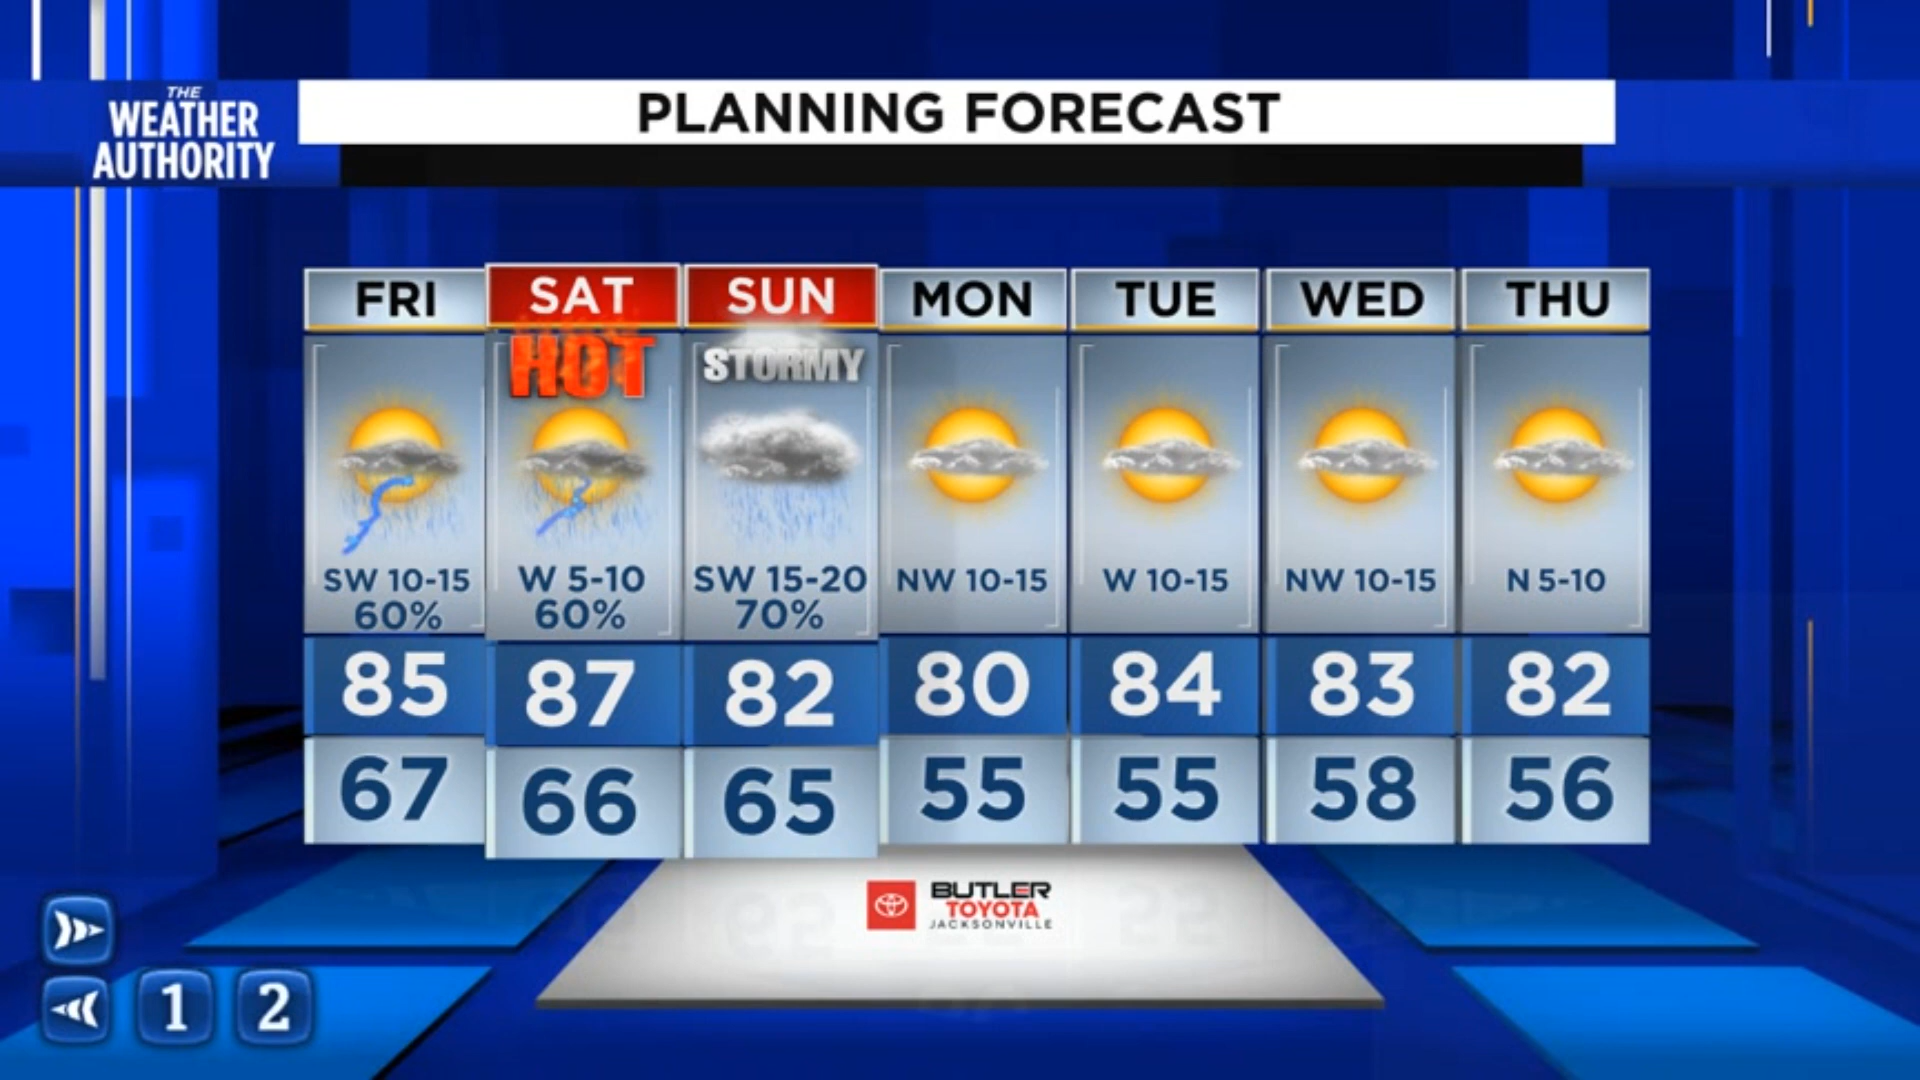 THE
WEATHER
AUTHORITY
PLANNING FORECAST
FRI SAT SUN MON TUE WED THU
HOT STORMY
SW 10-15 W 5-10 SW 15-20 NW 10-15 W 10-15 NW 10-15 N 5-10
60% 60% 70%
85 87 82 80 84 83 82
67 66 65 55 55 58 56
BUTLER
TOYOTA
JACKSONVILLE
1 2